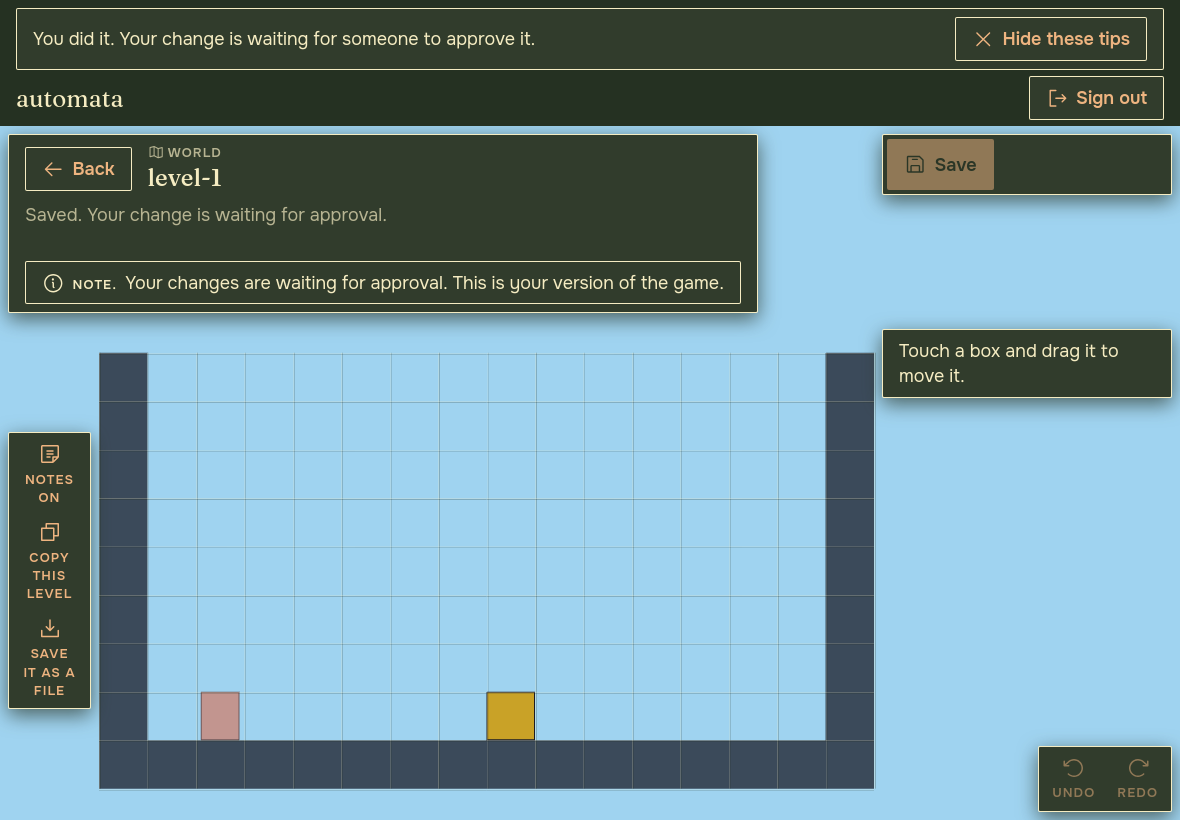 You did it. Your change is waiting for someone to approve it.
Hide these tips
automata
Sign out
Back
WORLD
level-1
Saved. Your change is waiting for approval.
NOTE. Your changes are waiting for approval. This is your version of the game.
Save
Touch a box and drag it to
move it.
NOTES
ON
COPY
THIS
LEVEL
SAVE
IT AS A
FILE
UNDO
REDO